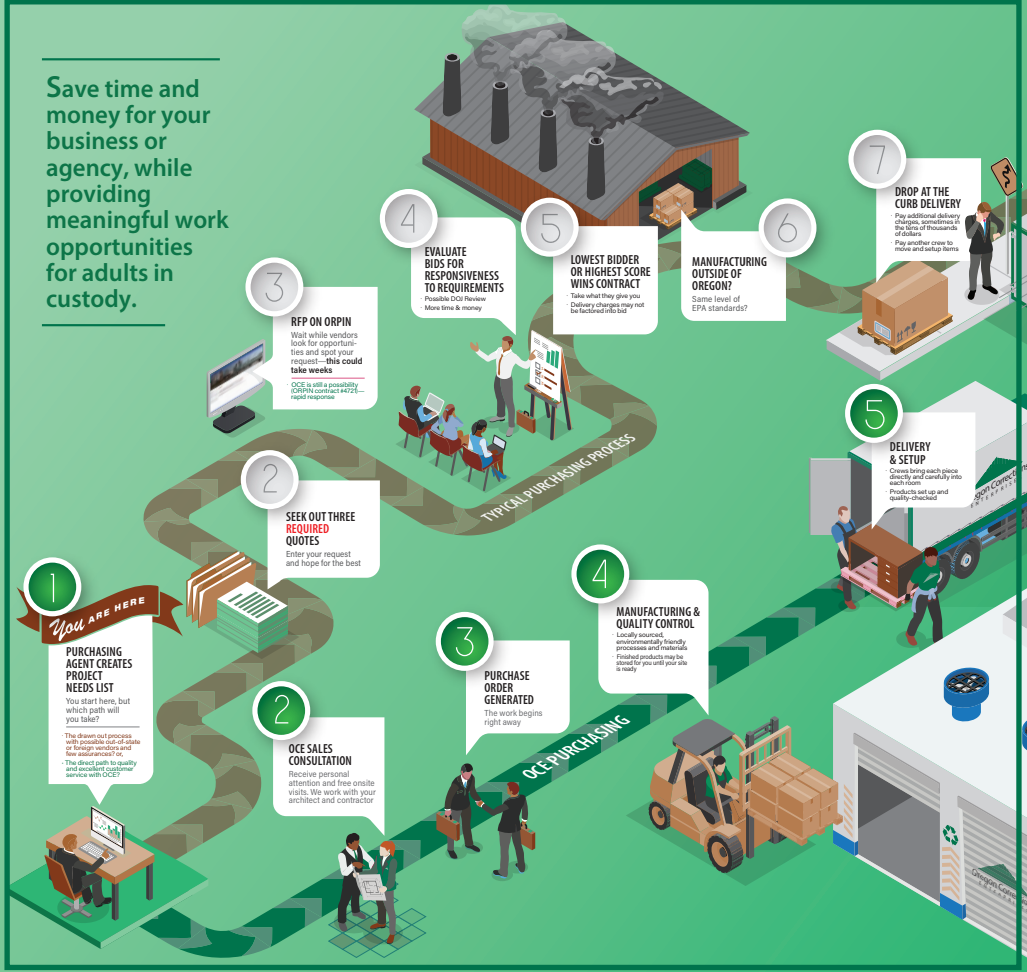 Save time and
money for your
business or
agency, while
providing
meaningful work
opportunities
for adults in
custody.
1
You ARE HERE
PURCHASING
AGENT CREATES
PROJECT
NEEDS LIST
You start here, but
which path will
you take?
· The drawn out process
with possible out-of-state
or foreign vendors and
few assurances? or,
· The direct path to quality
and excellent customer
service with OCE?
2
SEEK OUT THREE
REQUIRED
QUOTES
Enter your request
and hope for the best
3
RFP ON ORPIN
Wait while vendors
look for opportuni-
ties and spot your
request—this could
take weeks
· OCE is still a possibility
(ORPIN contract #4721)—
rapid response
4
EVALUATE
BIDS FOR
RESPONSIVENESS
TO REQUIREMENTS
· Possible DOJ Review
· More time & money
5
LOWEST BIDDER
OR HIGHEST SCORE
WINS CONTRACT
· Take what they give you
· Delivery charges may not
be factored into bid
6
MANUFACTURING
OUTSIDE OF
OREGON?
Same level of
EPA standards?
7
DROP AT THE
CURB DELIVERY
· Pay additional delivery
charges, sometimes in
the tens of thousands
of dollars
· Pay another crew to
move and setup items
TYPICAL PURCHASING PROCESS
2
OCE SALES
CONSULTATION
Receive personal
attention and free onsite
visits. We work with your
architect and contractor
3
PURCHASE
ORDER
GENERATED
The work begins
right away
4
MANUFACTURING &
QUALITY CONTROL
· Locally sourced,
environmentally friendly
processes and materials
· Finished products may be
stored for you until your site
is ready
5
DELIVERY
& SETUP
· Crews bring each piece
directly and carefully into
each room
· Products set up and
quality-checked
OCE PURCHASING
Oregon Corrections
ENTERPRISE
Oregon Corrections